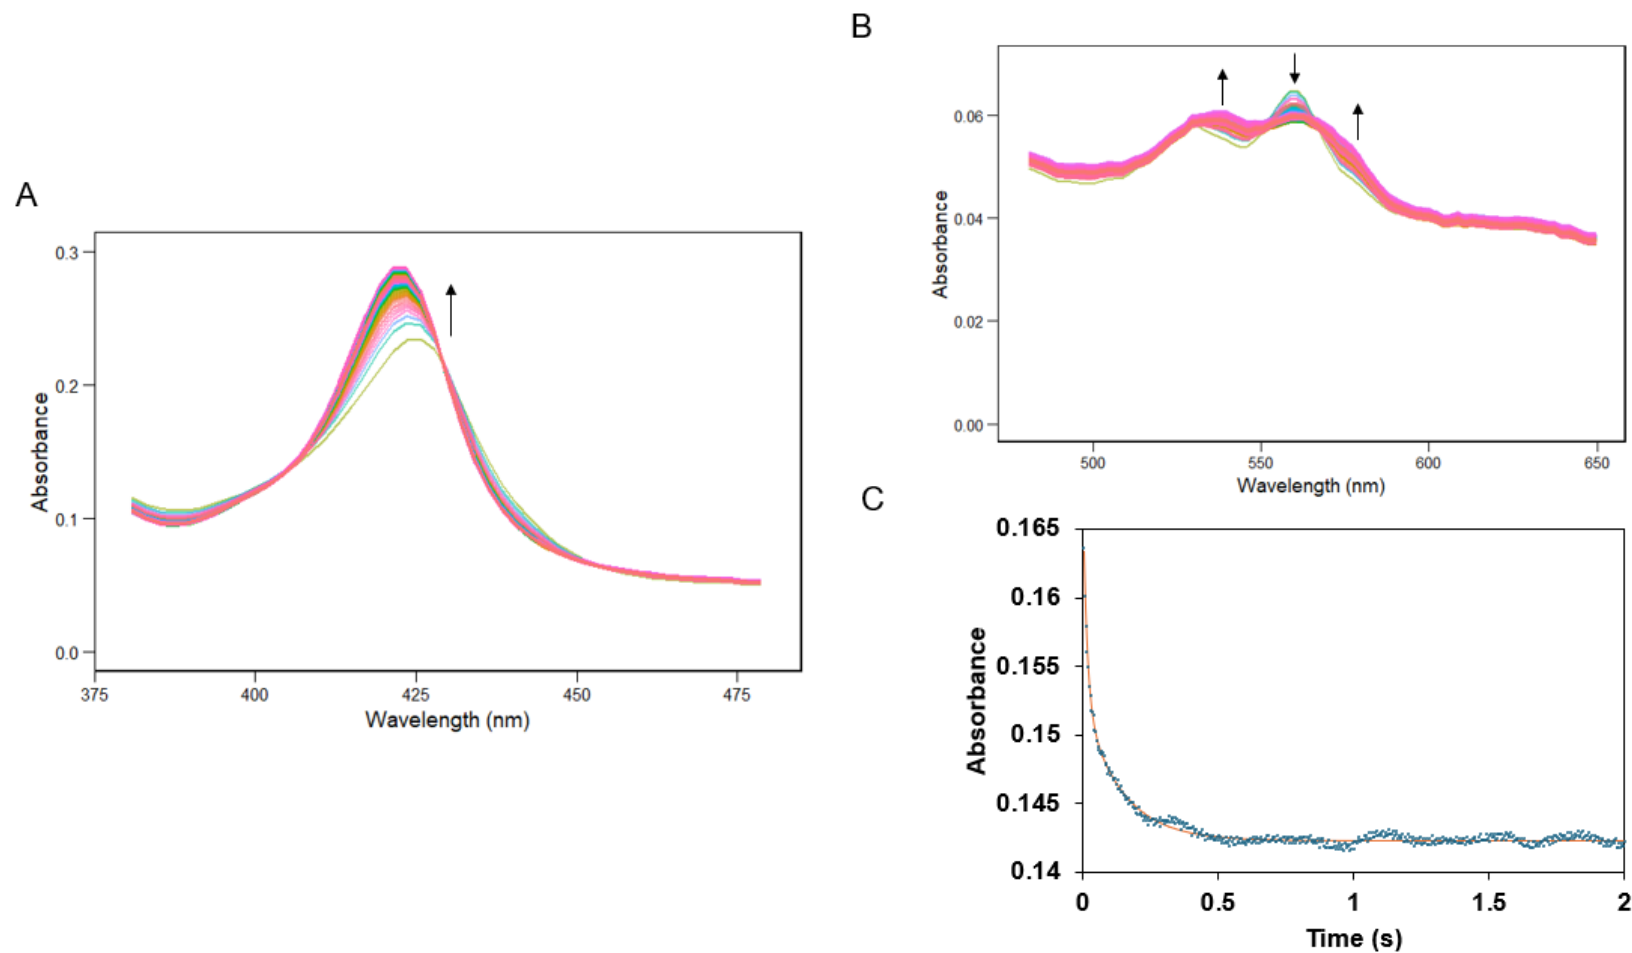 A
0.3
0.2
0.1
0.0
Absorbance
375 400 425 450 475
Wavelength (nm)
B
0.06
0.04
0.02
0.00
Absorbance
500 550 600 650
Wavelength (nm)
C
0.165
0.16
0.155
0.15
0.145
0.14
Absorbance
0 0.5 1 1.5 2
Time (s)